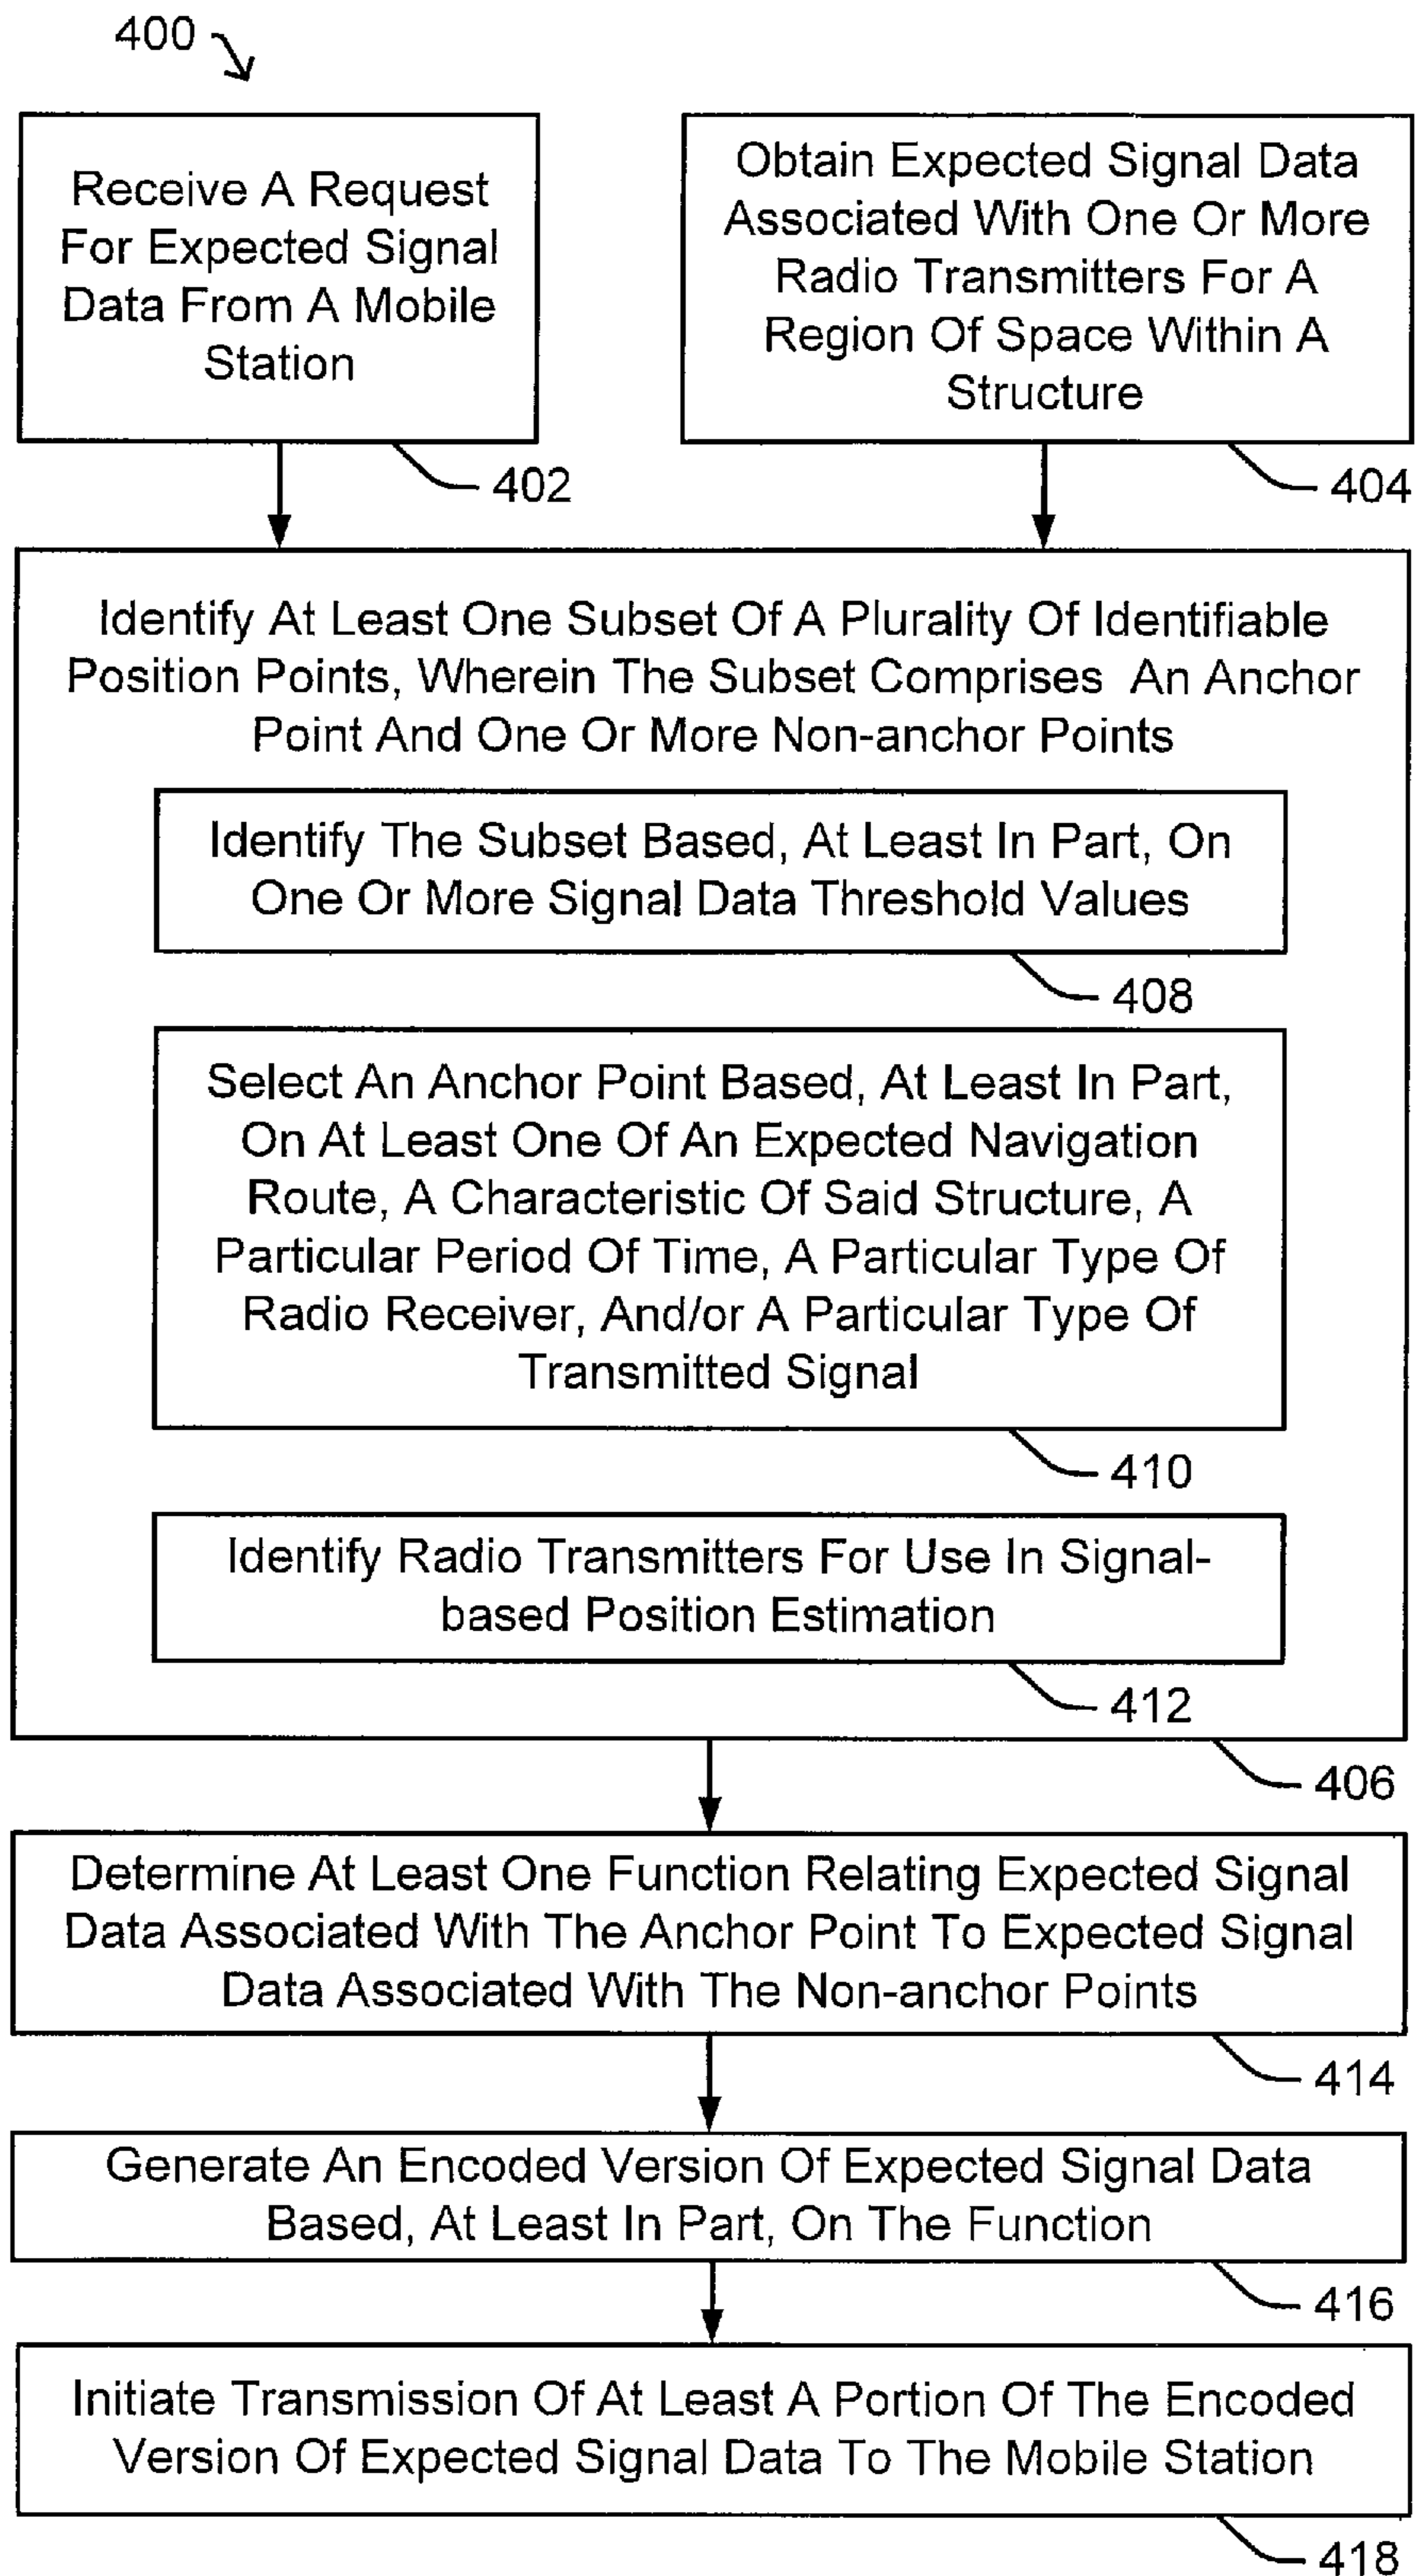 400
Receive A Request
For Expected Signal
Data From A Mobile
Station
402
Obtain Expected Signal Data
Associated With One Or More
Radio Transmitters For A
Region Of Space Within A
Structure
404
Identify At Least One Subset Of A Plurality Of Identifiable
Position Points, Wherein The Subset Comprises An Anchor
Point And One Or More Non-anchor Points
Identify The Subset Based, At Least In Part, On
One Or More Signal Data Threshold Values
408
Select An Anchor Point Based, At Least In Part,
On At Least One Of An Expected Navigation
Route, A Characteristic Of Said Structure, A
Particular Period Of Time, A Particular Type Of
Radio Receiver, And/or A Particular Type Of
Transmitted Signal
410
Identify Radio Transmitters For Use In Signal-
based Position Estimation
412
406
Determine At Least One Function Relating Expected Signal
Data Associated With The Anchor Point To Expected Signal
Data Associated With The Non-anchor Points
414
Generate An Encoded Version Of Expected Signal Data
Based, At Least In Part, On The Function
416
Initiate Transmission Of At Least A Portion Of The Encoded
Version Of Expected Signal Data To The Mobile Station
418